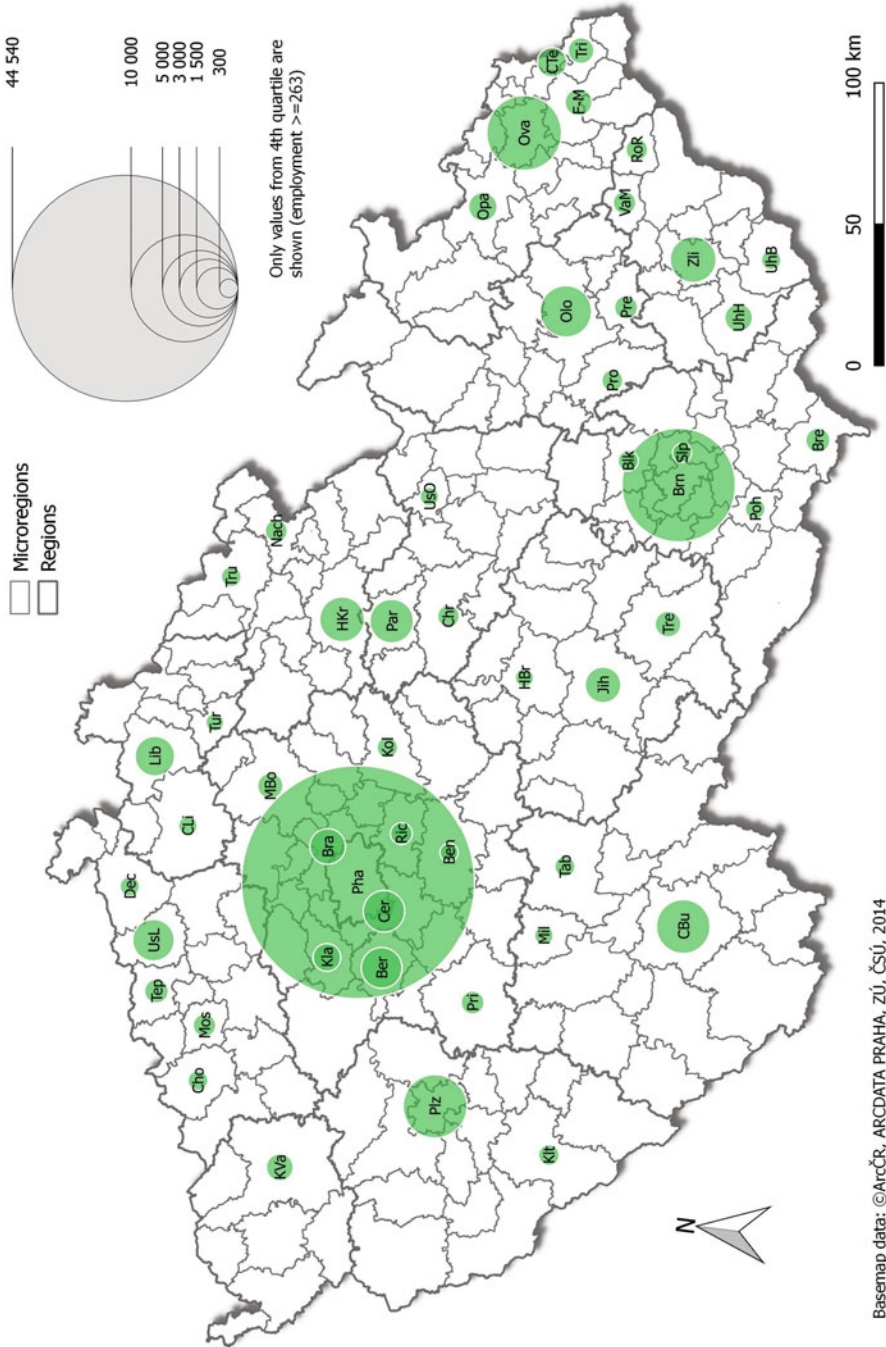 Microregions
Regions
44 540
10 000
5 000
3 000
1 500
300
Only values from 4th quartile are
shown (employment >=263)
Dec
Lib
UsL
Tep
CLi
Tur
Mos
Cho
Tru
Nach
MBo
KVa
HKr
Bra
Kla
Pha
Kol
Par
Ric
Cer
Ber
Ben
Chr
UsO
Pri
Plz
Opa
Ova
CTe
Tri
F-M
HBr
Olo
Mil
Tab
Klt
Jih
Pro
Pre
VaM
RoR
Blk
Slp
Brn
Tre
CBu
Zli
UhH
UhB
Poh
Bre
N
0
50
100 km
Basemap data: ©ArcČR, ARCDATA PRAHA, ZÚ, ČSÚ, 2014